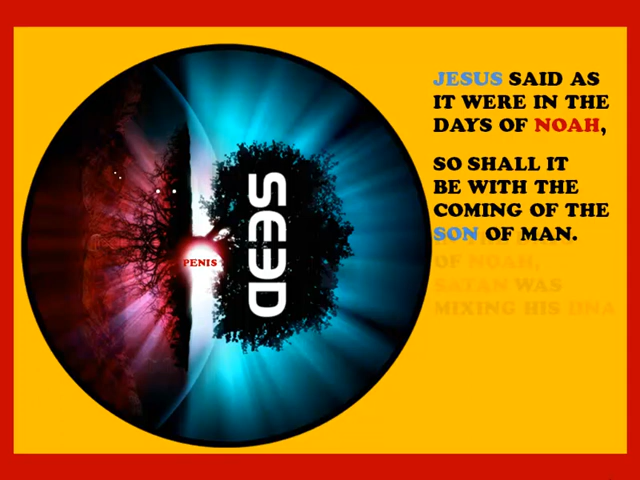 JESUS SAID AS
IT WERE IN THE
DAYS OF NOAH,
SO SHALL IT
BE WITH THE
COMING OF THE
SON OF MAN.
OF NOAH,
SATAN WAS
MIXING HIS DNA
SEED
PENIS